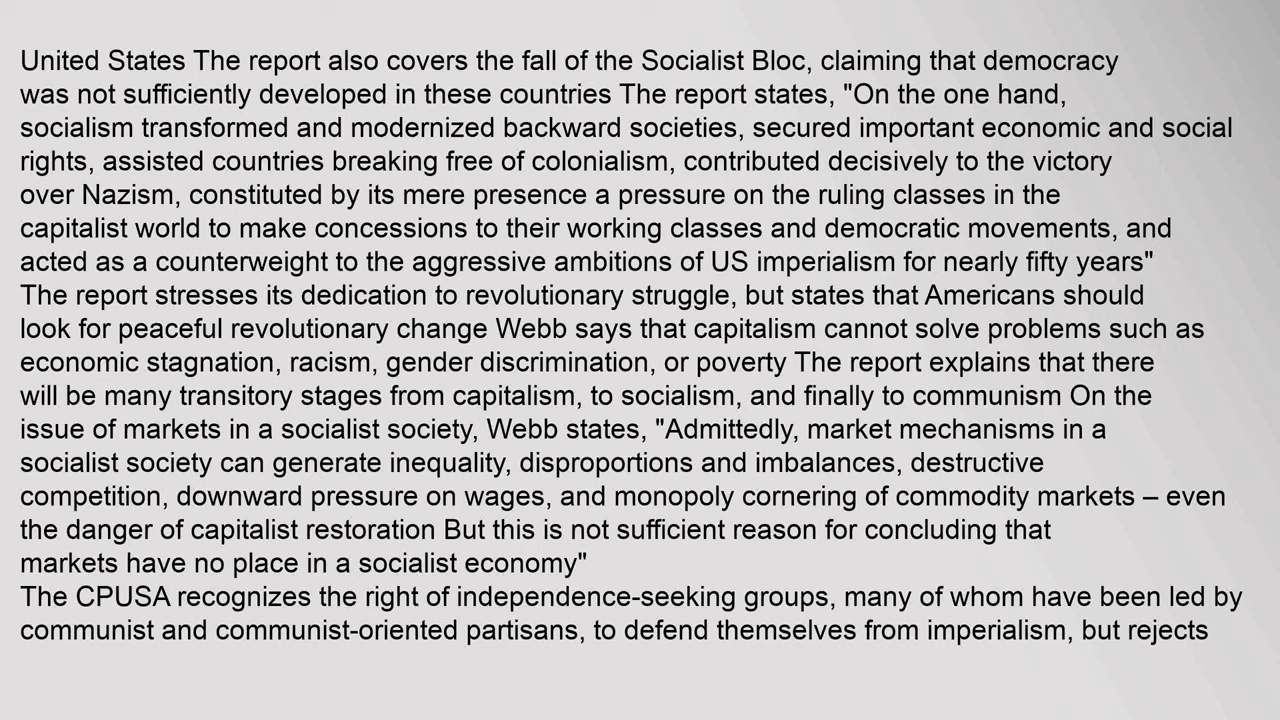 United States The report also covers the fall of the Socialist Bloc, claiming that democracy
was not sufficiently developed in these countries The report states, "On the one hand,
socialism transformed and modernized backward societies, secured important economic and social
rights, assisted countries breaking free of colonialism, contributed decisively to the victory
over Nazism, constituted by its mere presence a pressure on the ruling classes in the
capitalist world to make concessions to their working classes and democratic movements, and
acted as a counterweight to the aggressive ambitions of US imperialism for nearly fifty years"
The report stresses its dedication to revolutionary struggle, but states that Americans should
look for peaceful revolutionary change Webb says that capitalism cannot solve problems such as
economic stagnation, racism, gender discrimination, or poverty The report explains that there
will be many transitory stages from capitalism, to socialism, and finally to communism On the
issue of markets in a socialist society, Webb states, "Admittedly, market mechanisms in a
socialist society can generate inequality, disproportions and imbalances, destructive
competition, downward pressure on wages, and monopoly cornering of commodity markets – even
the danger of capitalist restoration But this is not sufficient reason for concluding that
markets have no place in a socialist economy"
The CPUSA recognizes the right of independence-seeking groups, many of whom have been led by
communist and communist-oriented partisans, to defend themselves from imperialism, but rejects